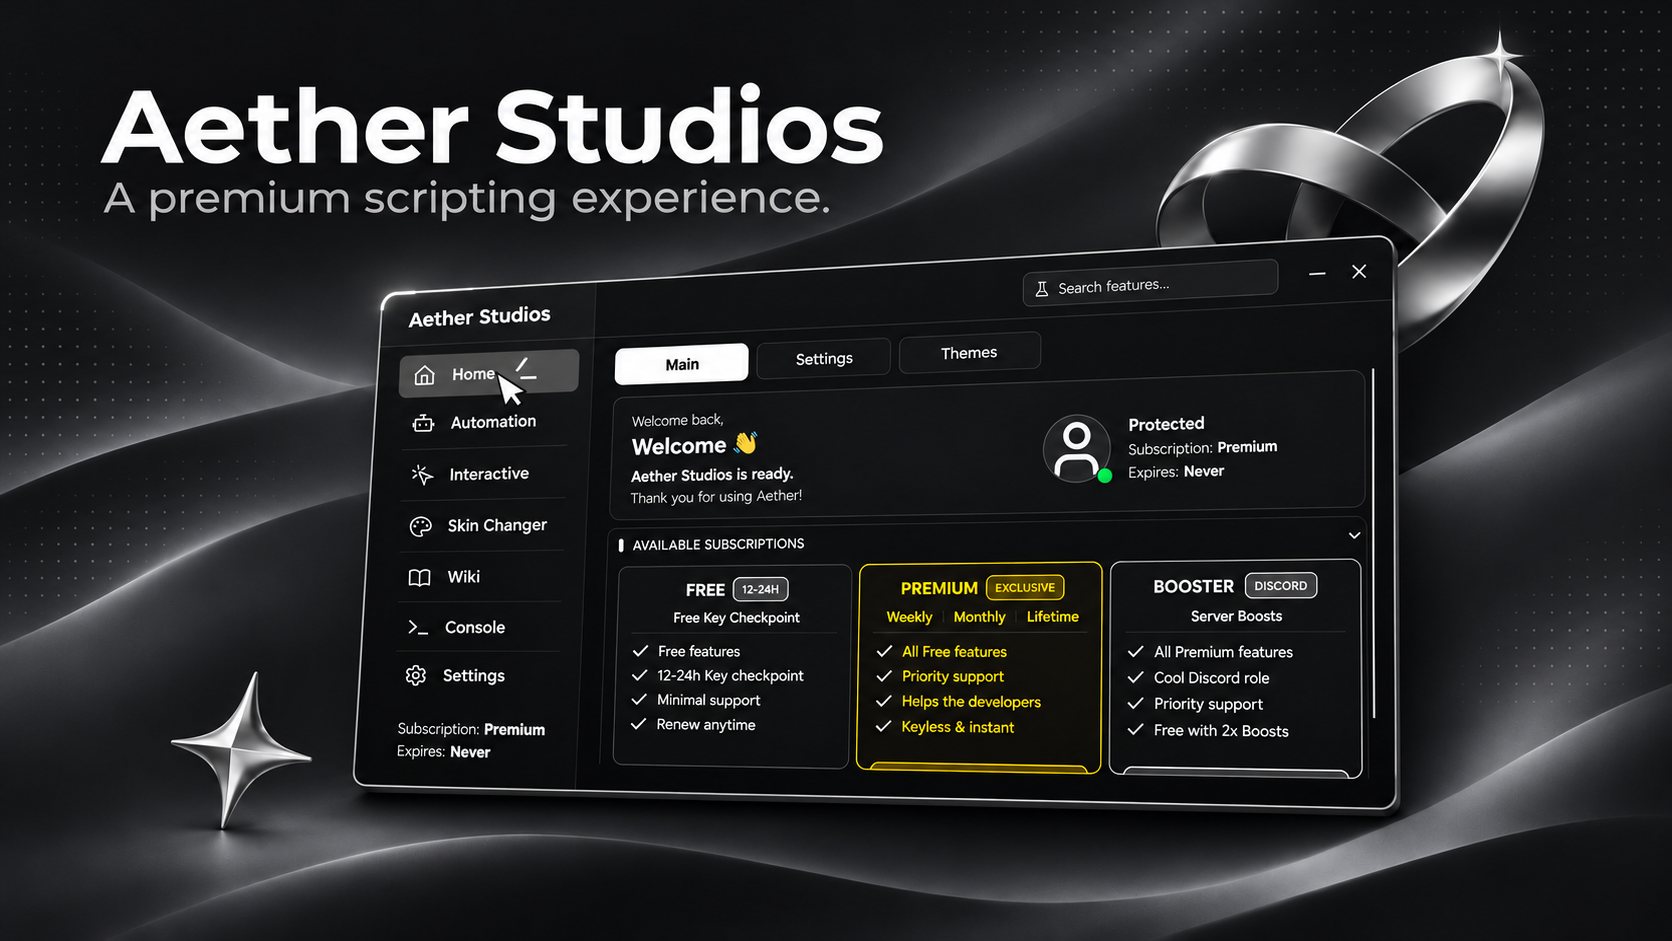 Aether Studios
A premium scripting experience.
Aether Studios
Search features...
Home
Automation
Interactive
Skin Changer
Wiki
Console
Settings
Subscription: Premium
Expires: Never
Main
Settings
Themes
Welcome back,
Welcome 👋
Aether Studios is ready.
Thank you for using Aether!
Protected
Subscription: Premium
Expires: Never
AVAILABLE SUBSCRIPTIONS
FREE 12-24H
Free Key Checkpoint
Free features
12-24h Key checkpoint
Minimal support
Renew anytime
PREMIUM EXCLUSIVE
Weekly Monthly Lifetime
All Free features
Priority support
Helps the developers
Keyless & instant
BOOSTER DISCORD
Server Boosts
All Premium features
Cool Discord role
Priority support
Free with 2x Boosts